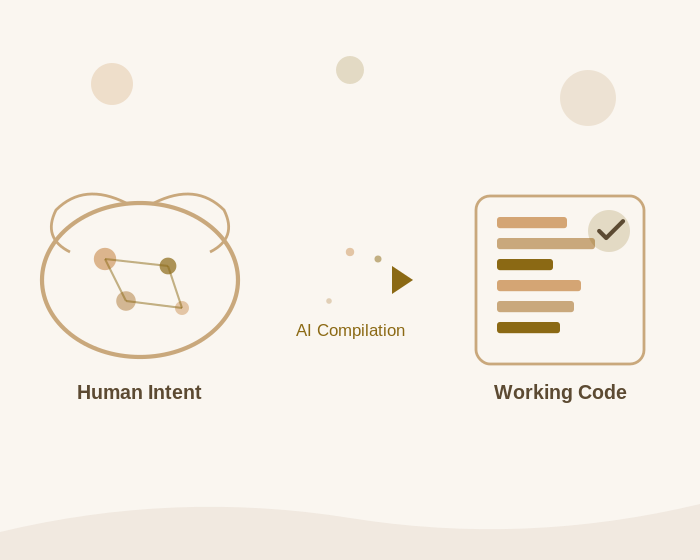 AI Compilation
Human Intent
Working Code